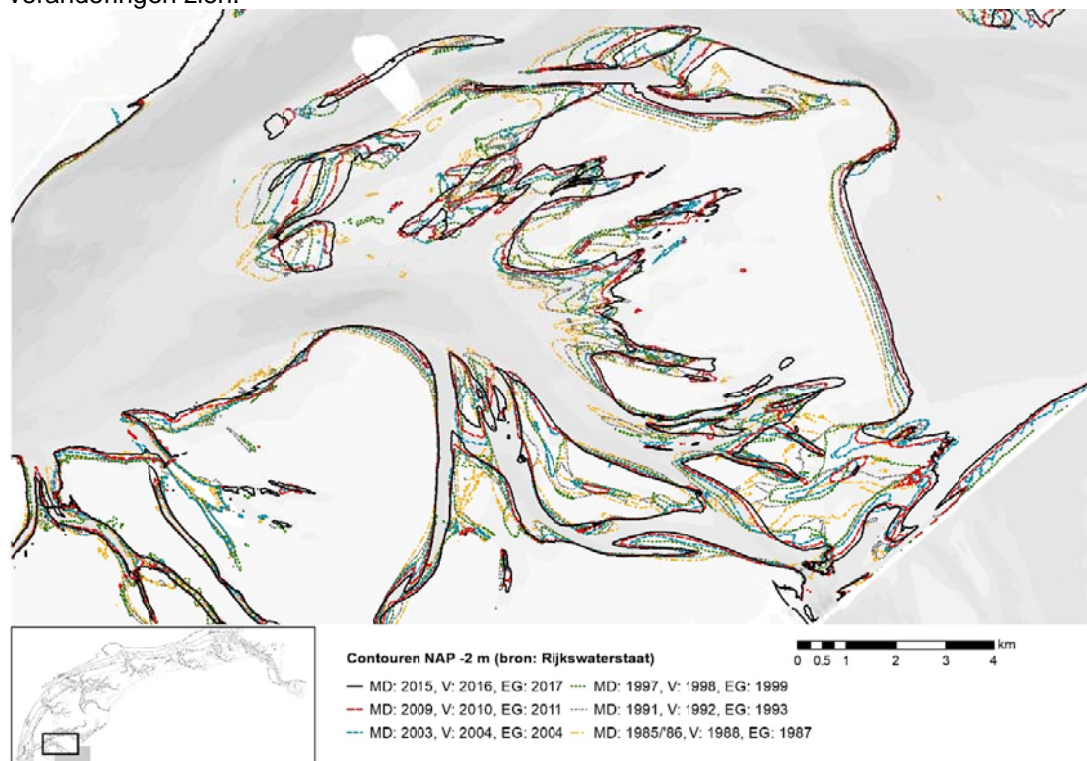 veranderingen zien.
Contouren NAP -2 m (bron: Rijkswaterstaat)
MD: 2015, V: 2016, EG: 2017
MD: 1997, V: 1998, EG: 1999
MD: 2009, V: 2010, EG: 2011
MD: 1991, V: 1992, EG: 1993
MD: 2003, V: 2004, EG: 2004
MD: 1985/'86, V: 1988, EG: 1987
km
0 0.5 1 2 3 4